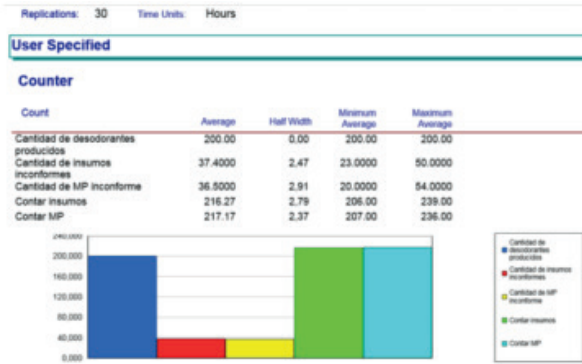 Replications: 30 Time Units: Hours
User Specified
Counter
Count Average Half Width Minimum Average Maximum Average
Cantidad de desodorantes producidos 200.00 0,00 200.00 200.00
Cantidad de insumos inconformes 37.4000 2,47 23.0000 50.0000
Cantidad de MP inconforme 36.5000 2,91 20.0000 54.0000
Contar insumos 216.27 2,79 206.00 239.00
Contar MP 217.17 2,37 207.00 236.00
240,000
200,000
160,000
120,000
80,000
40,000
0,000
Cantidad de desodorantes producidos
Cantidad de insumos inconformes
Cantidad de MP inconforme
Contar insumos
Contar MP